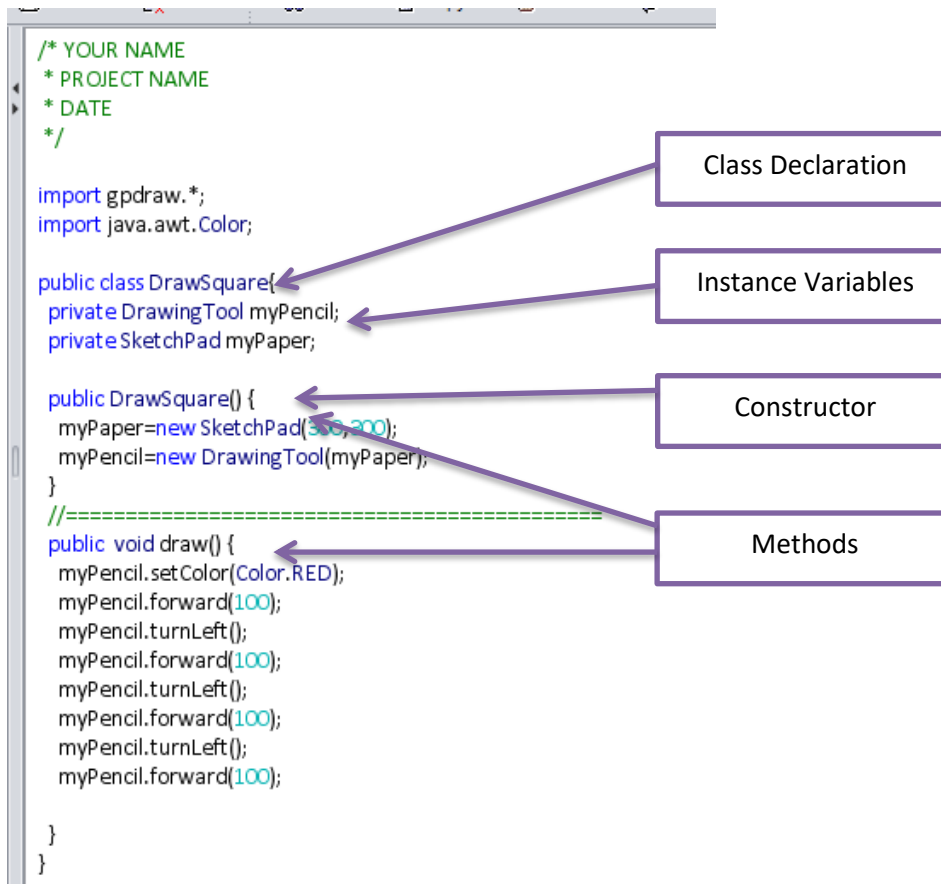 /* YOUR NAME
* PROJECT NAME
* DATE
*/
import gpdraw.*;
import java.awt.Color;
public class DrawSquare{
private DrawingTool myPencil;
private SketchPad myPaper;
public DrawSquare() {
myPaper=new SketchPad(300,300);
myPencil=new DrawingTool(myPaper);
}
//=============================================
public void draw() {
myPencil.setColor(Color.RED);
myPencil.forward(100);
myPencil.turnLeft();
myPencil.forward(100);
myPencil.turnLeft();
myPencil.forward(100);
myPencil.turnLeft();
myPencil.forward(100);
}
}
Class Declaration
Instance Variables
Constructor
Methods